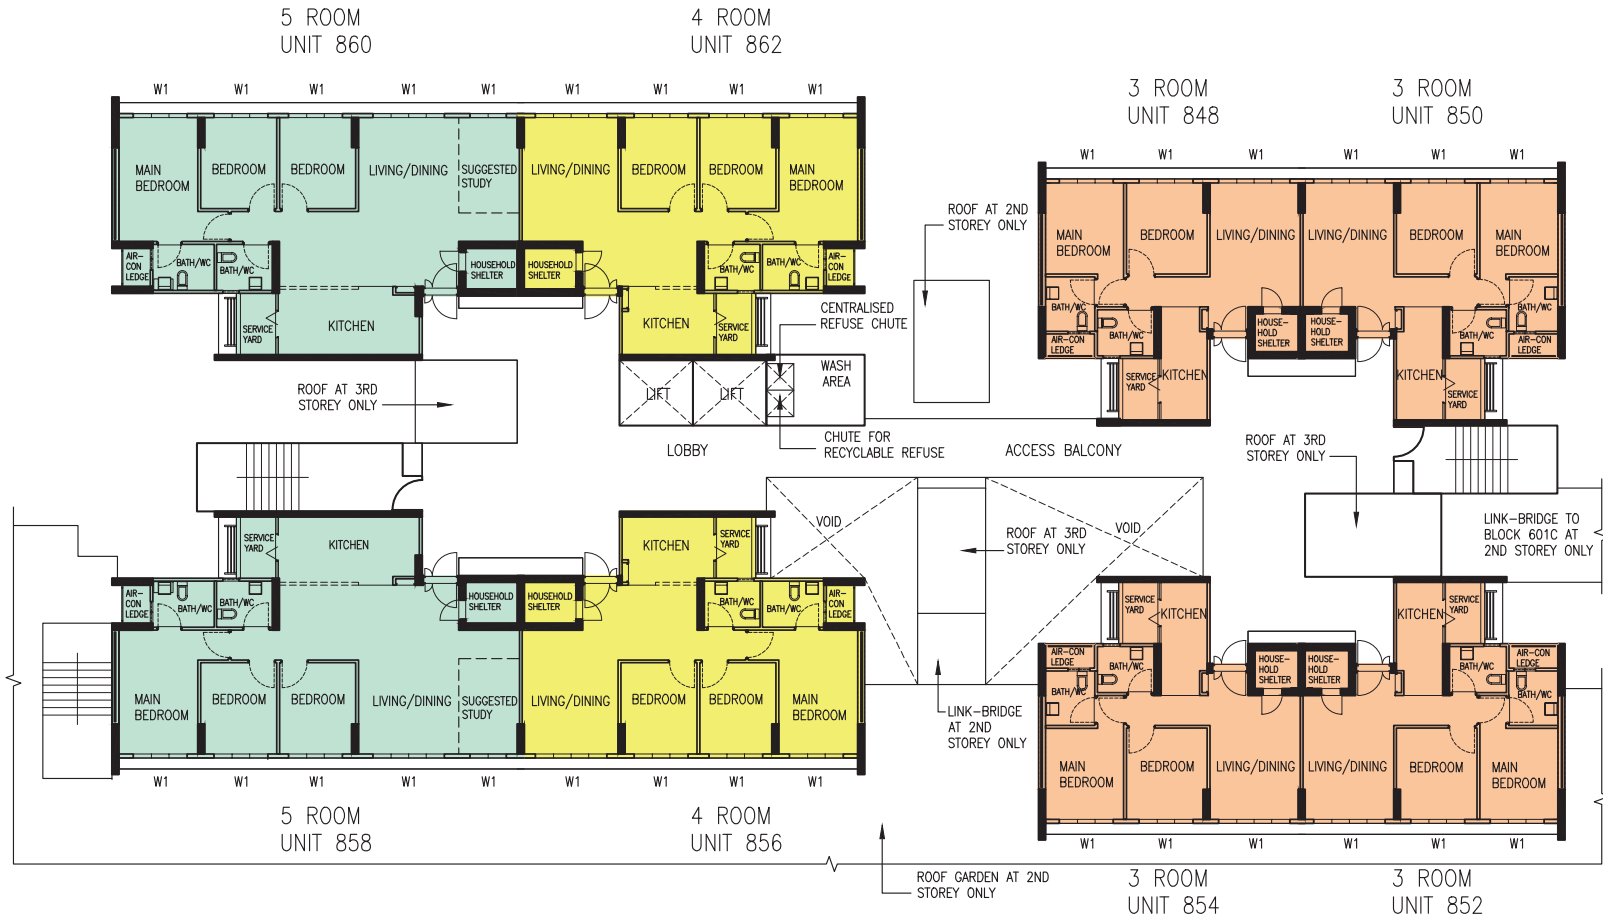 5 ROOM
UNIT 860
4 ROOM
UNIT 862
3 ROOM
UNIT 848
3 ROOM
UNIT 850
W1 W1 W1 W1 W1 W1 W1 W1 W1
W1 W1 W1 W1 W1 W1
MAIN
BEDROOM
BEDROOM
BEDROOM
LIVING/DINING
SUGGESTED
STUDY
LIVING/DINING
BEDROOM
BEDROOM
MAIN
BEDROOM
AIR-
CON
LEDGE
BATH/WC
BATH/WC
HOUSEHOLD
SHELTER
HOUSEHOLD
SHELTER
BATH/WC
BATH/WC
AIR-
CON
LEDGE
SERVICE
YARD
KITCHEN
KITCHEN
SERVICE
YARD
ROOF AT 2ND
STOREY ONLY
CENTRALISED
REFUSE CHUTE
WASH
AREA
LIFT
LIFT
ROOF AT 3RD
STOREY ONLY
CHUTE FOR
RECYCLABLE REFUSE
LOBBY
ACCESS BALCONY
MAIN
BEDROOM
BEDROOM
LIVING/DINING
LIVING/DINING
BEDROOM
MAIN
BEDROOM
BATH/WC
BATH/WC
AIR-CON
LEDGE
HOUSE-
HOLD
SHELTER
HOUSE-
HOLD
SHELTER
BATH/WC
BATH/WC
AIR-CON
LEDGE
SERVICE
YARD
KITCHEN
KITCHEN
SERVICE
YARD
ROOF AT 3RD
STOREY ONLY
LINK-BRIDGE TO
BLOCK 601C AT
2ND STOREY ONLY
VOID
ROOF AT 3RD
STOREY ONLY
VOID
SERVICE
YARD
KITCHEN
KITCHEN
SERVICE
YARD
AIR-
CON
LEDGE
BATH/WC
BATH/WC
HOUSEHOLD
SHELTER
HOUSEHOLD
SHELTER
BATH/WC
BATH/WC
AIR-
CON
LEDGE
MAIN
BEDROOM
BEDROOM
BEDROOM
LIVING/DINING
SUGGESTED
STUDY
LIVING/DINING
BEDROOM
BEDROOM
MAIN
BEDROOM
LINK-BRIDGE
AT 2ND
STOREY ONLY
SERVICE
YARD
KITCHEN
KITCHEN
SERVICE
YARD
AIR-CON
LEDGE
BATH/WC
BATH/WC
HOUSE-
HOLD
SHELTER
HOUSE-
HOLD
SHELTER
BATH/WC
BATH/WC
AIR-CON
LEDGE
MAIN
BEDROOM
BEDROOM
LIVING/DINING
LIVING/DINING
BEDROOM
MAIN
BEDROOM
W1 W1 W1 W1 W1 W1 W1 W1 W1
W1 W1 W1 W1 W1 W1
5 ROOM
UNIT 858
4 ROOM
UNIT 856
ROOF GARDEN AT 2ND
STOREY ONLY
3 ROOM
UNIT 854
3 ROOM
UNIT 852